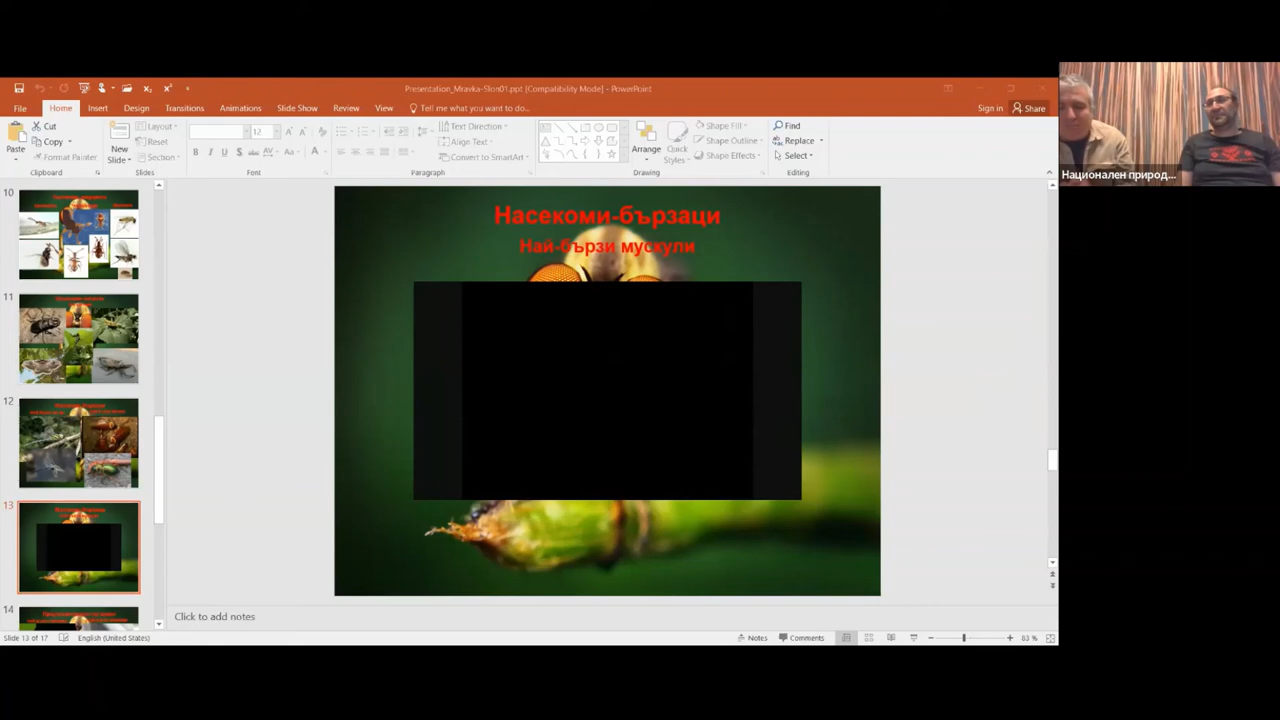 Presentation_Mravka-Slon01.ppt [Compatibility Mode] - PowerPoint
Sign in
Share
File
Home
Insert
Design
Transitions
Animations
Slide Show
Review
View
Tell me what you want to do...
Paste
Cut
Copy
Format Painter
Clipboard
New Slide
Layout
Reset
Section
Slides
12
Font
Text Direction
Align Text
Convert to SmartArt
Paragraph
Arrange
Quick Styles
Shape Fill
Shape Outline
Shape Effects
Drawing
Find
Replace
Select
Editing
Национален природ...
10
11
12
13
14
Насекоми-бързаци
Най-бързи мускули
Click to add notes
Slide 13 of 17
English (United States)
Notes
Comments
83 %